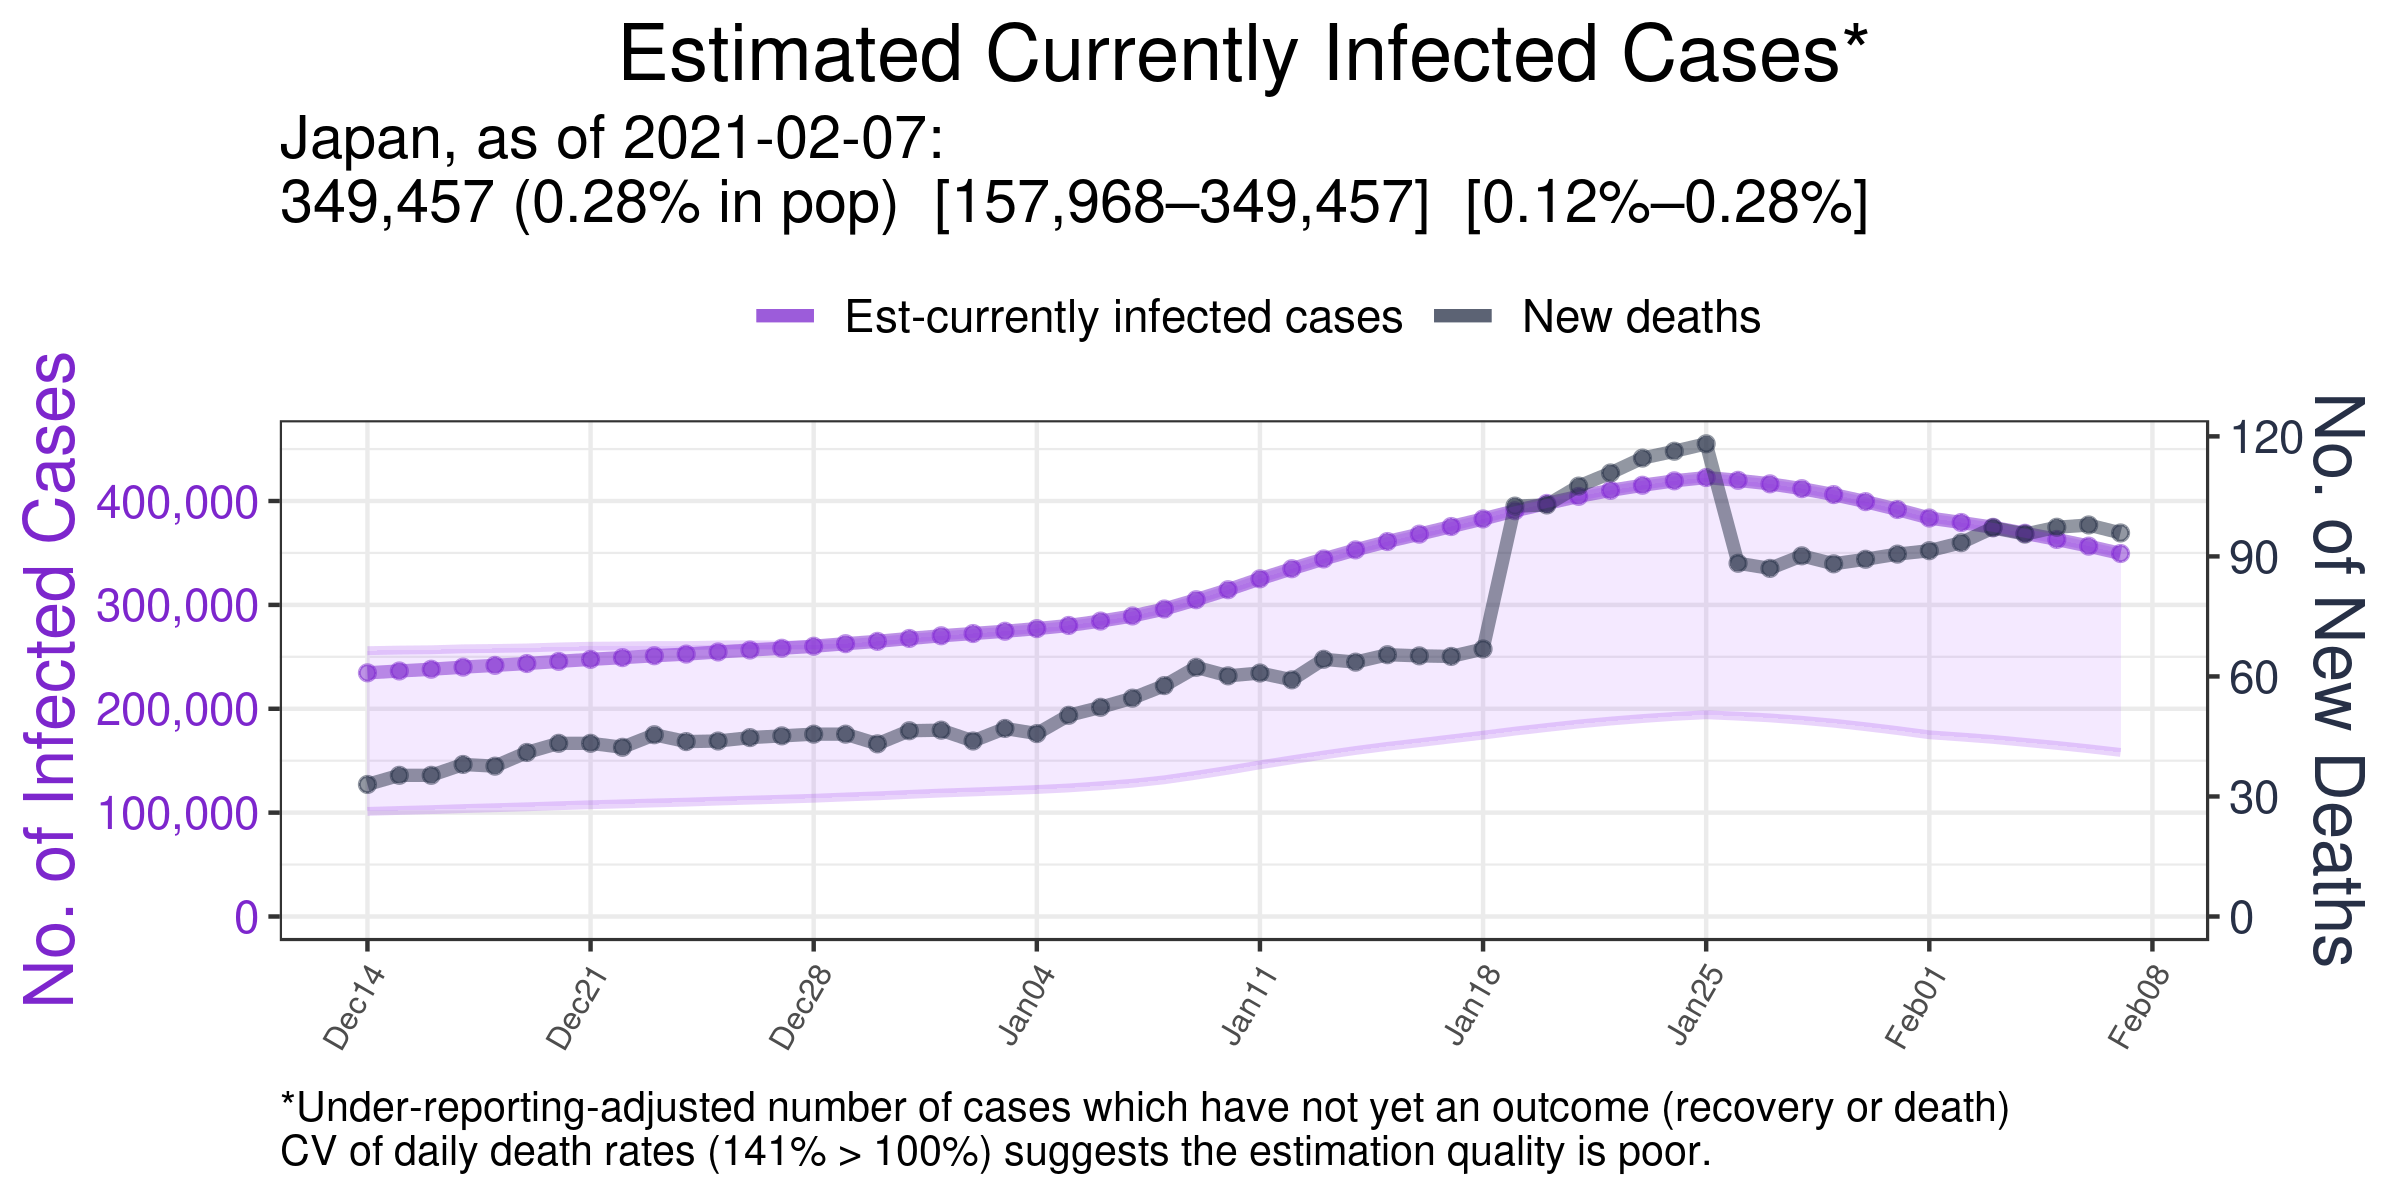 Estimated Currently Infected Cases*
Japan, as of 2021-02-07:
349,457 (0.28% in pop)  [157,968–349,457]  [0.12%–0.28%]
Est-currently infected cases
New deaths
No. of Infected Cases
400,000
300,000
200,000
100,000
0
120
90
60
30
0
No. of New Deaths
Dec14
Dec21
Dec28
Jan04
Jan11
Jan18
Jan25
Feb01
Feb08
*Under-reporting-adjusted number of cases which have not yet an outcome (recovery or death)
CV of daily death rates (141% > 100%) suggests the estimation quality is poor.